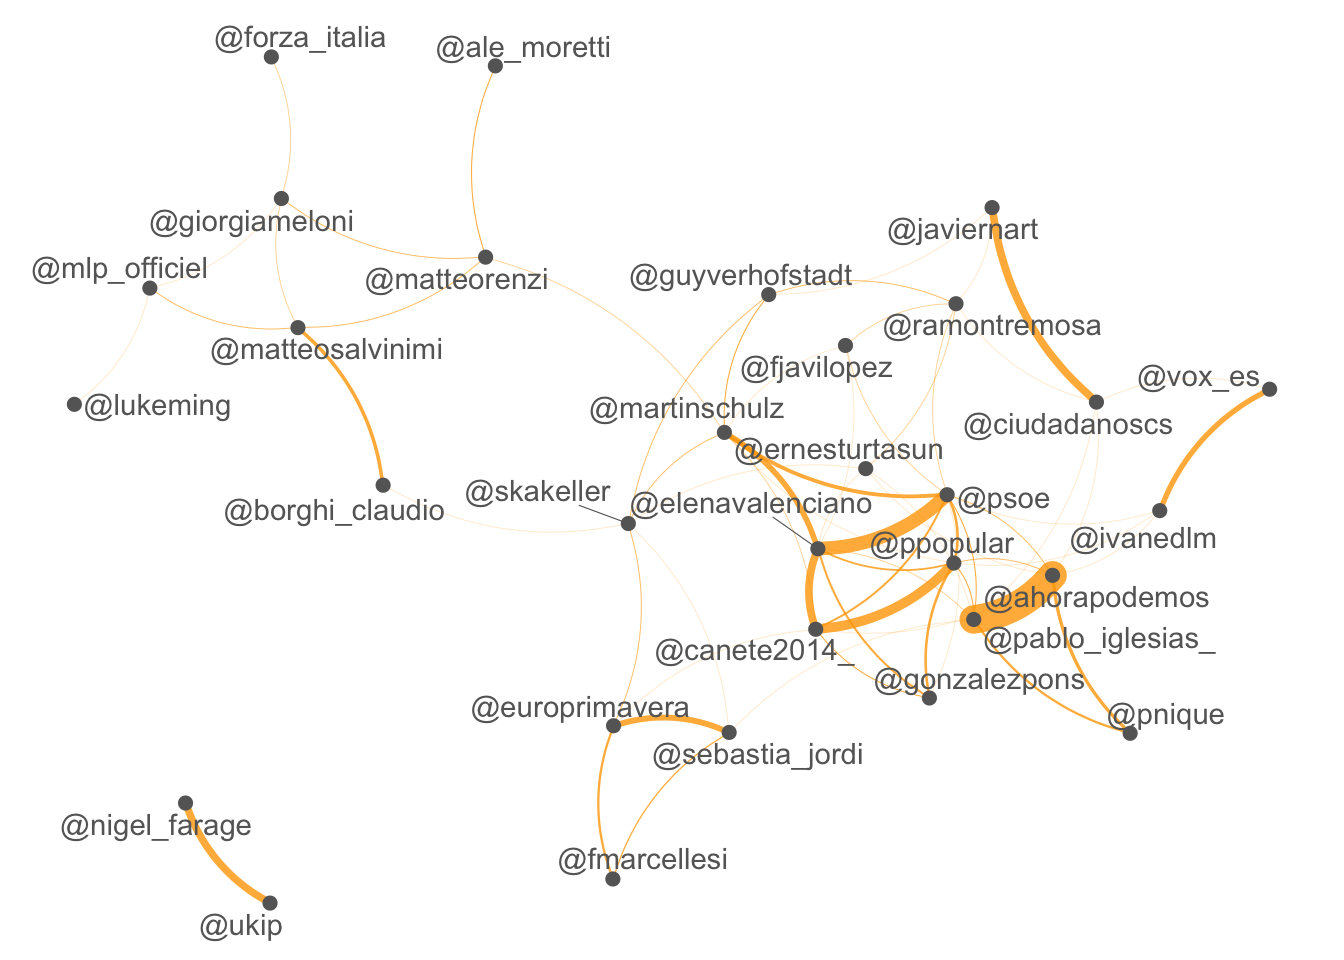 @forza_italia
@ale_moretti
@giorgiameloni
@javiernart
@mlp_officiel
@matteorenzi
@guyverhofstadt
@ramontremosa
@matteosalvinimi
@fjavilopez
@vox_es
@lukeming
@martinschulz
@ciudadanoscs
@ernesturtasun
@skakeller
@elenavalenciano
@psoe
@borghi_claudio
@ppopular
@ivanedlm
@ahorapodemos
@pablo_iglesias_
@canete2014_
@gonzalezpons
@europrimavera
@pnique
@sebastia_jordi
@nigel_farage
@fmarcellesi
@ukip